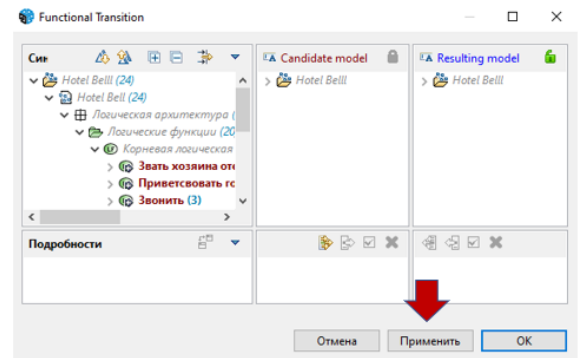 Functional Transition
Син
Candidate model
Resulting model
Hotel Belll (24)
Hotel Bell (24)
Логическая архитектура (
Логические функции (20
Корневая логическая
Звать хозяина оте
Приветсвовать го
Звонить (3)
Hotel Belll
Hotel Belll
Подробности
Отмена
Применить
OK